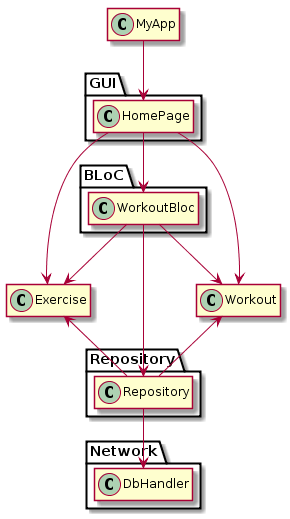 C MyApp
GUI
C HomePage
BLoC
C WorkoutBloc
C Exercise
C Workout
Repository
C Repository
Network
C DbHandler